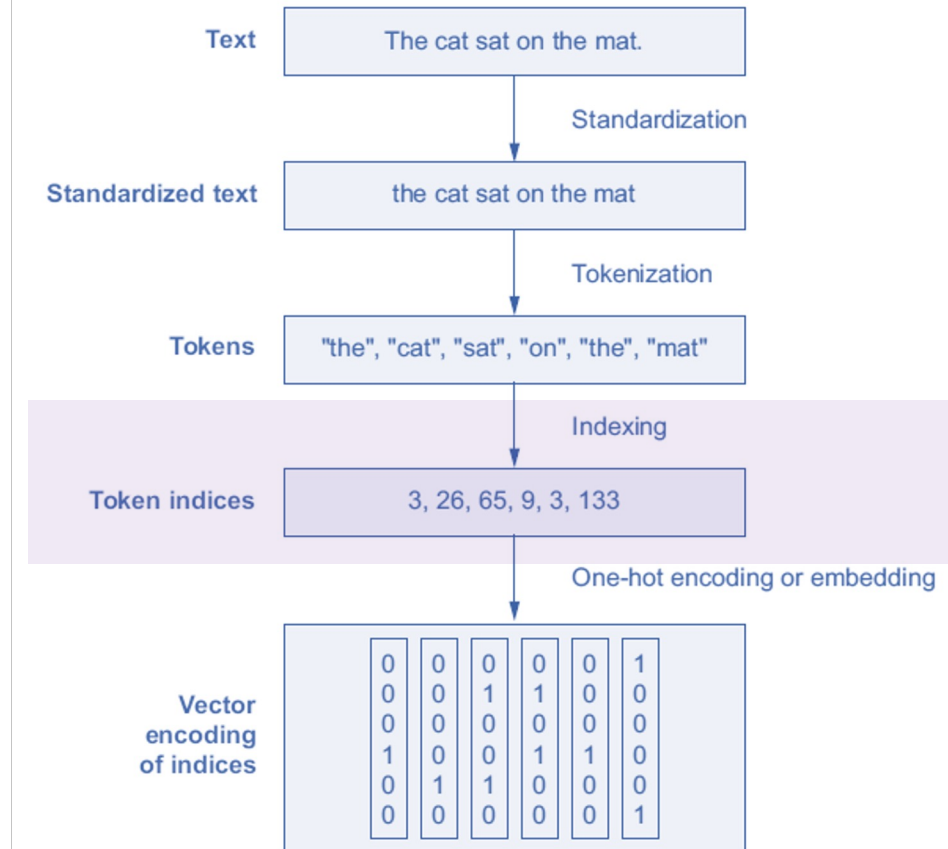 Text
The cat sat on the mat.
Standardization
Standardized text
the cat sat on the mat
Tokenization
Tokens
"the", "cat", "sat", "on", "the", "mat"
Indexing
Token indices
3, 26, 65, 9, 3, 133
One-hot encoding or embedding
Vector
encoding
of indices
0 0 0 0 0 1
0 0 1 1 0 0
0 0 0 0 0 0
1 0 0 1 1 0
0 1 1 0 0 0
0 0 0 0 0 1